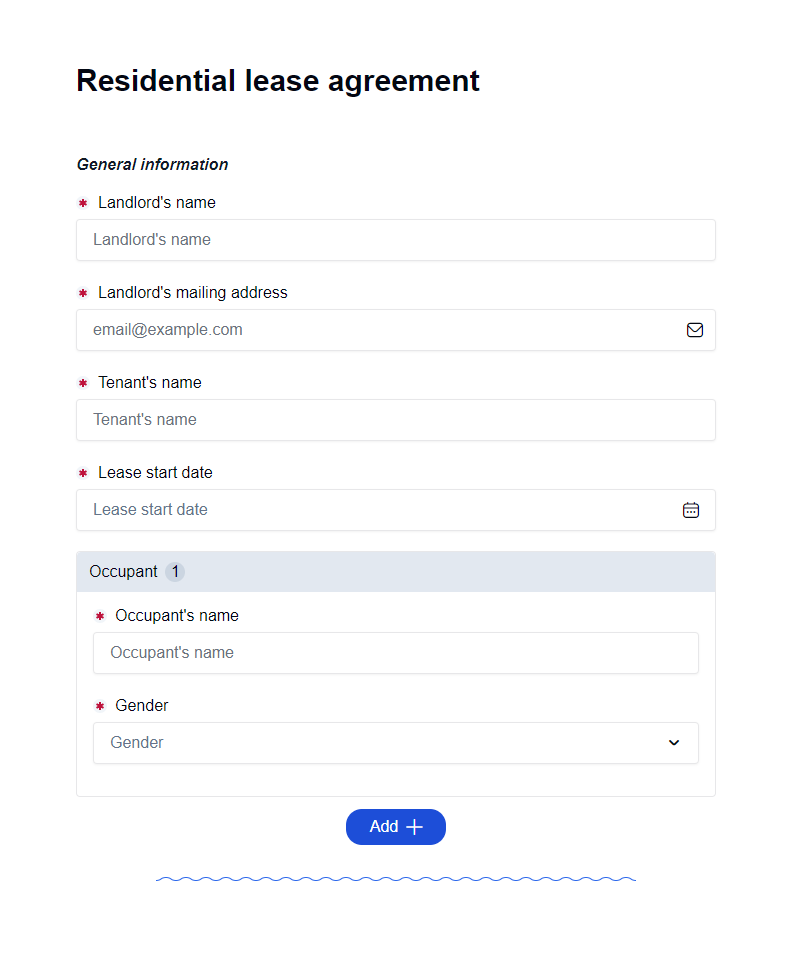 Residential lease agreement
General information
* Landlord's name
Landlord's name
* Landlord's mailing address
email@example.com
* Tenant's name
Tenant's name
* Lease start date
Lease start date
Occupant 1
* Occupant's name
Occupant's name
* Gender
Gender
Add +